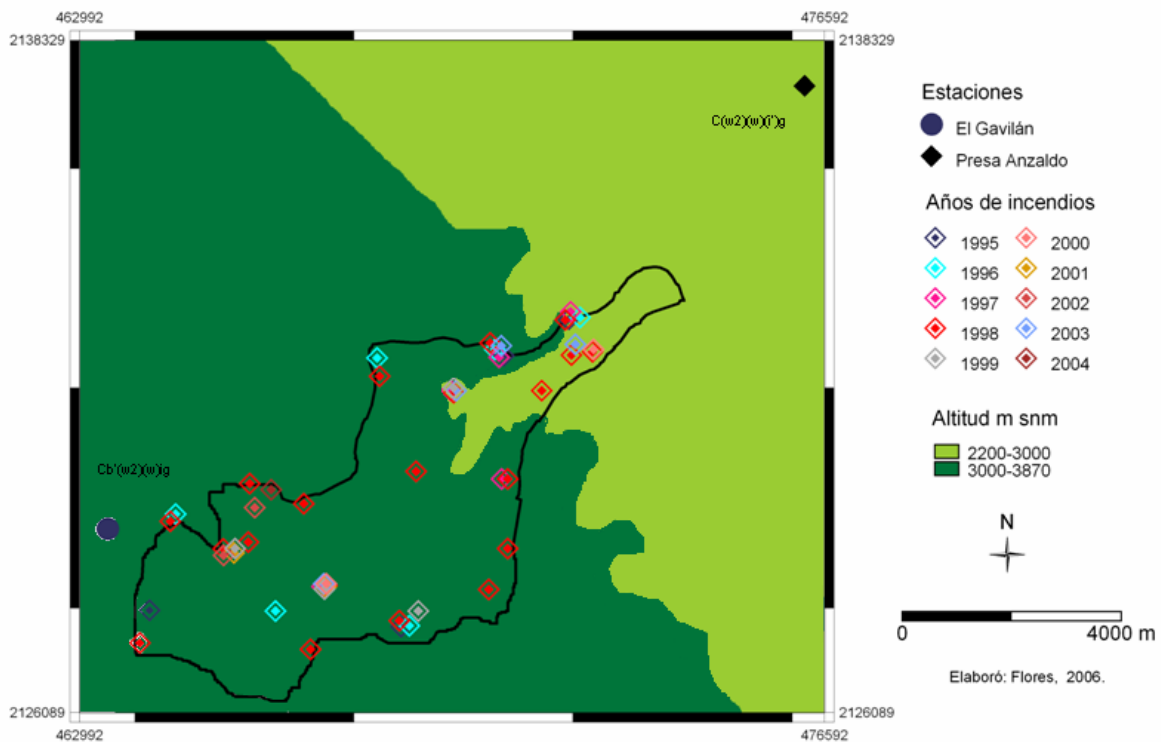 462992 476592
2138329 2138329
C(w2)(w)(i')g
Cb'(w2)(w)ig
2126089 2126089
462992 476592
Estaciones
El Gavilán
Presa Anzaldo
Años de incendios
1995 2000
1996 2001
1997 2002
1998 2003
1999 2004
Altitud m snm
2200-3000
3000-3870
N
0 4000 m
Elaboró: Flores, 2006.